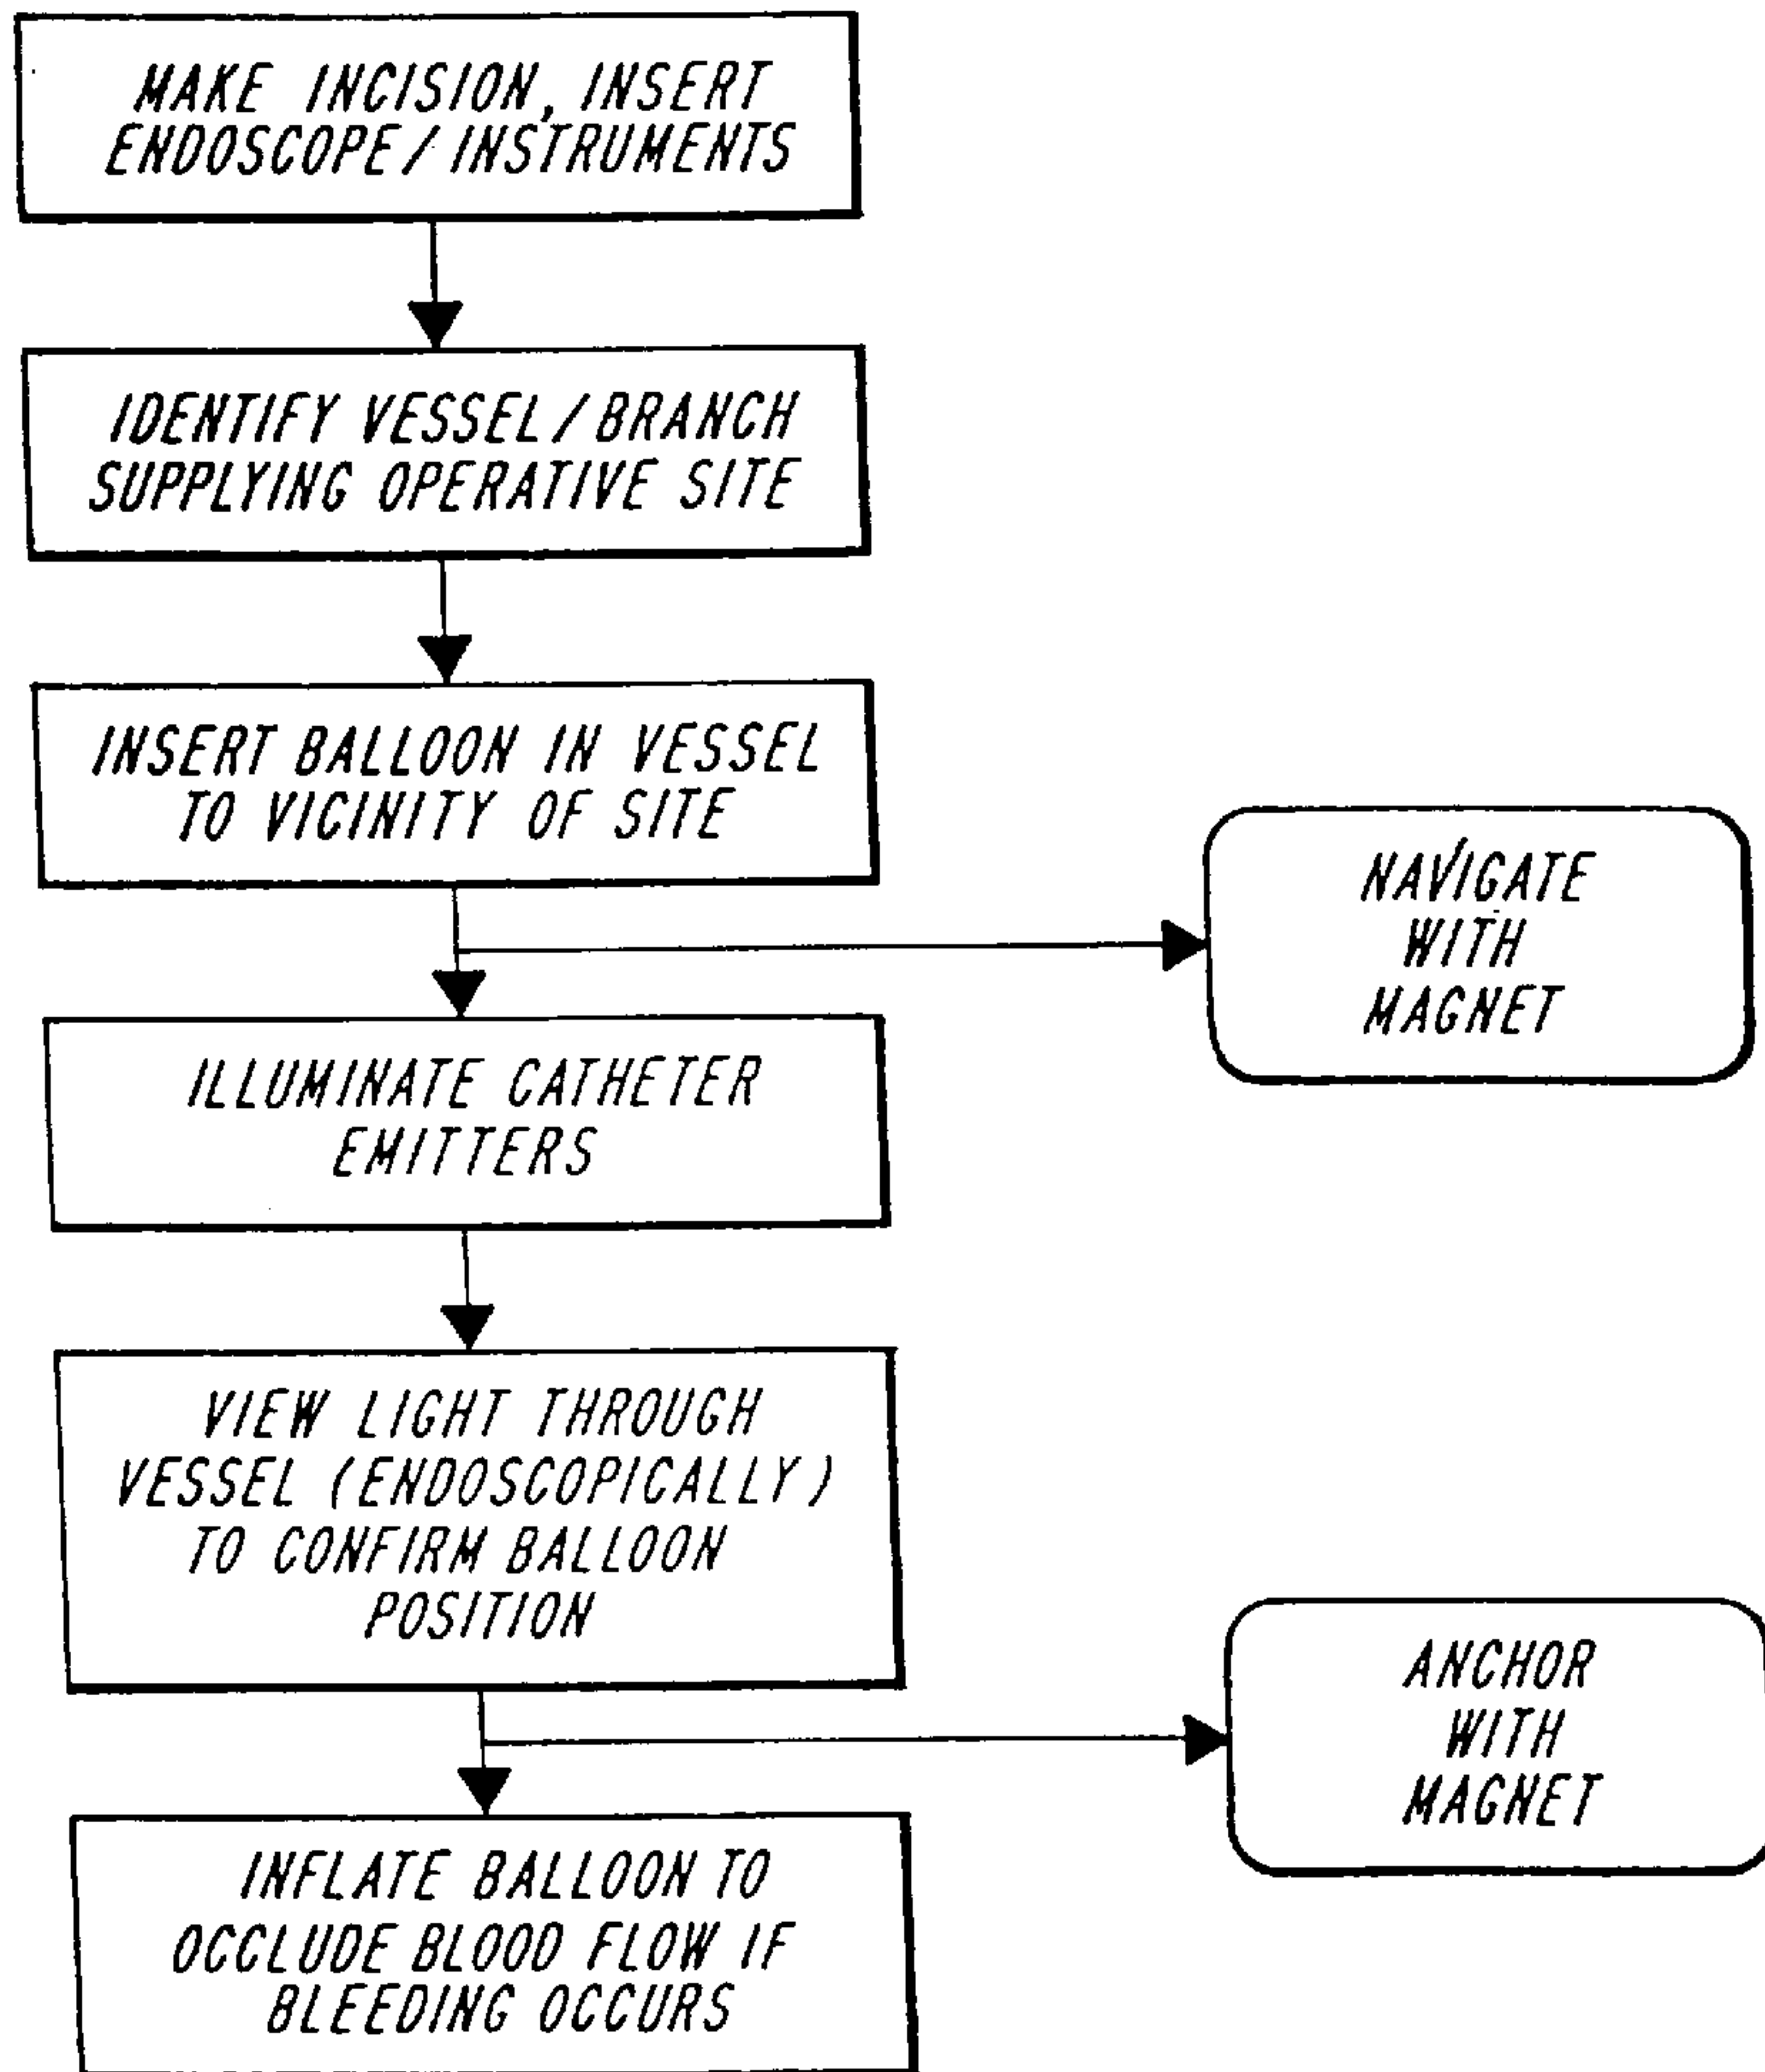 MAKE INCISION, INSERT
ENDOSCOPE/INSTRUMENTS
IDENTIFY VESSEL/BRANCH
SUPPLYING OPERATIVE SITE
INSERT BALLOON IN VESSEL
TO VICINITY OF SITE
NAVIGATE
WITH
MAGNET
ILLUMINATE CATHETER
EMITTERS
VIEW LIGHT THROUGH
VESSEL (ENDOSCOPICALLY)
TO CONFIRM BALLOON
POSITION
ANCHOR
WITH
MAGNET
INFLATE BALLOON TO
OCCLUDE BLOOD FLOW IF
BLEEDING OCCURS